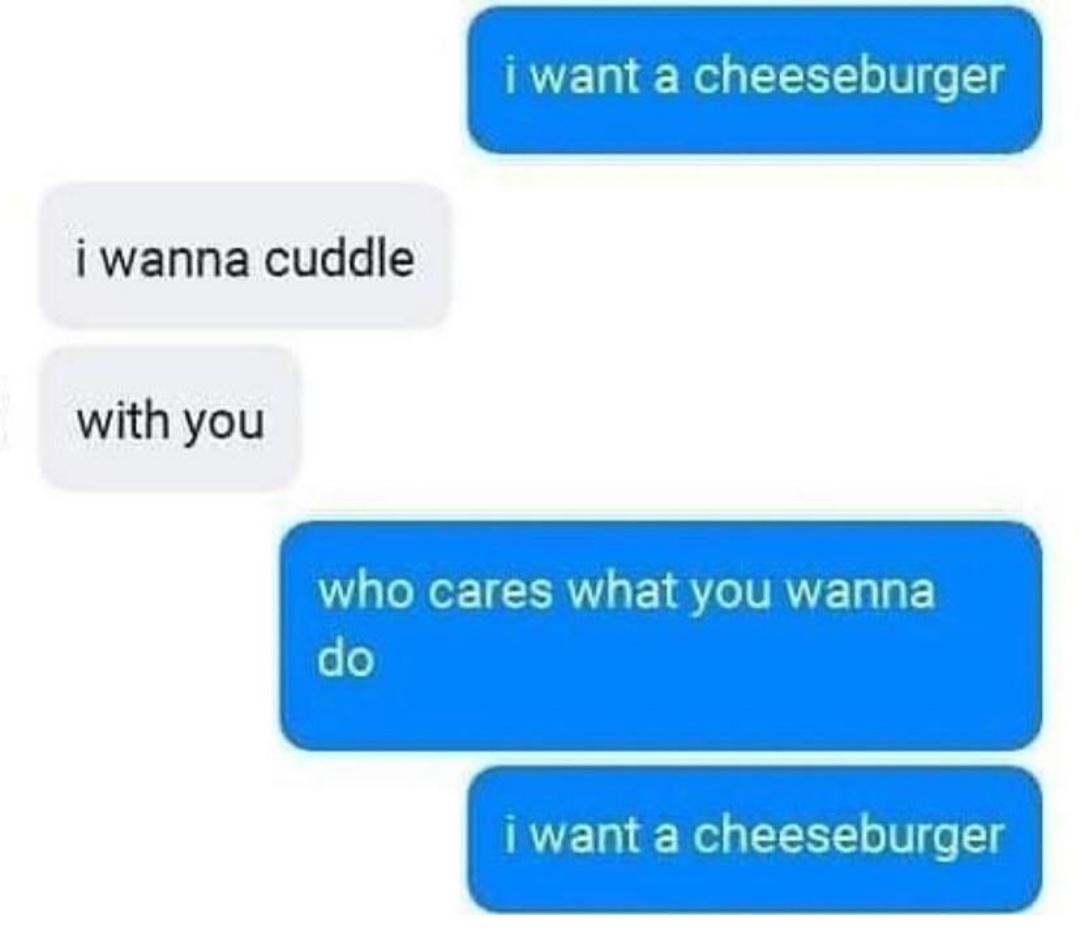 i want a cheeseburger
i wanna cuddle
with you
who cares what you wanna
do
i want a cheeseburger